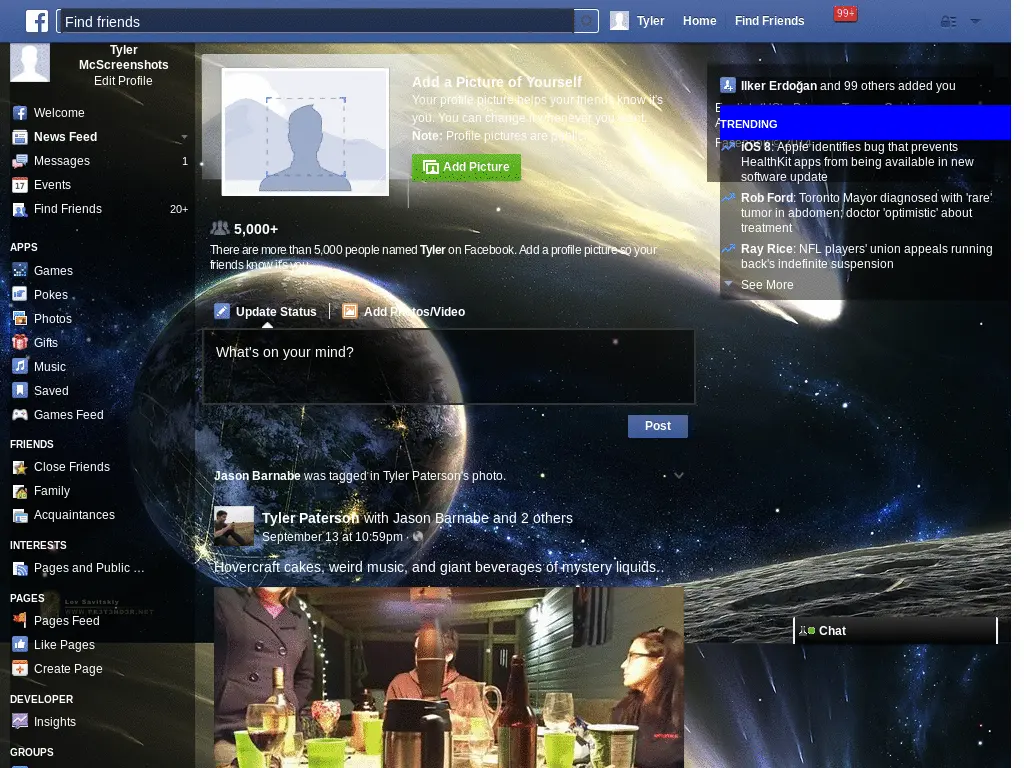 Find friends
Tyler
Home
Find Friends
99+
Tyler
McScreenshots
Edit Profile
Welcome
News Feed
Messages 1
Events
Find Friends 20+
APPS
Games
Pokes
Photos
Gifts
Music
Saved
Games Feed
FRIENDS
Close Friends
Family
Acquaintances
INTERESTS
Pages and Public ...
PAGES
Pages Feed
Like Pages
Create Page
DEVELOPER
Insights
GROUPS
Add a Picture of Yourself
Your profile picture helps your friends know it's
you. You can change it whenever you want.
Note: Profile pictures are public.
Add Picture
5,000+
There are more than 5,000 people named Tyler on Facebook. Add a profile picture so your
friends know it's you.
Update Status
Add Photos/Video
What's on your mind?
Post
Jason Barnabe was tagged in Tyler Paterson's photo.
Tyler Paterson with Jason Barnabe and 2 others
September 13 at 10:59pm ·
Hovercraft cakes, weird music, and giant beverages of mystery liquids..
Ilker Erdoğan and 99 others added you
TRENDING
iOS 8: Apple identifies bug that prevents
HealthKit apps from being available in new
software update
Rob Ford: Toronto Mayor diagnosed with 'rare'
tumor in abdomen; doctor 'optimistic' about
treatment
Ray Rice: NFL players' union appeals running
back's indefinite suspension
See More
Chat